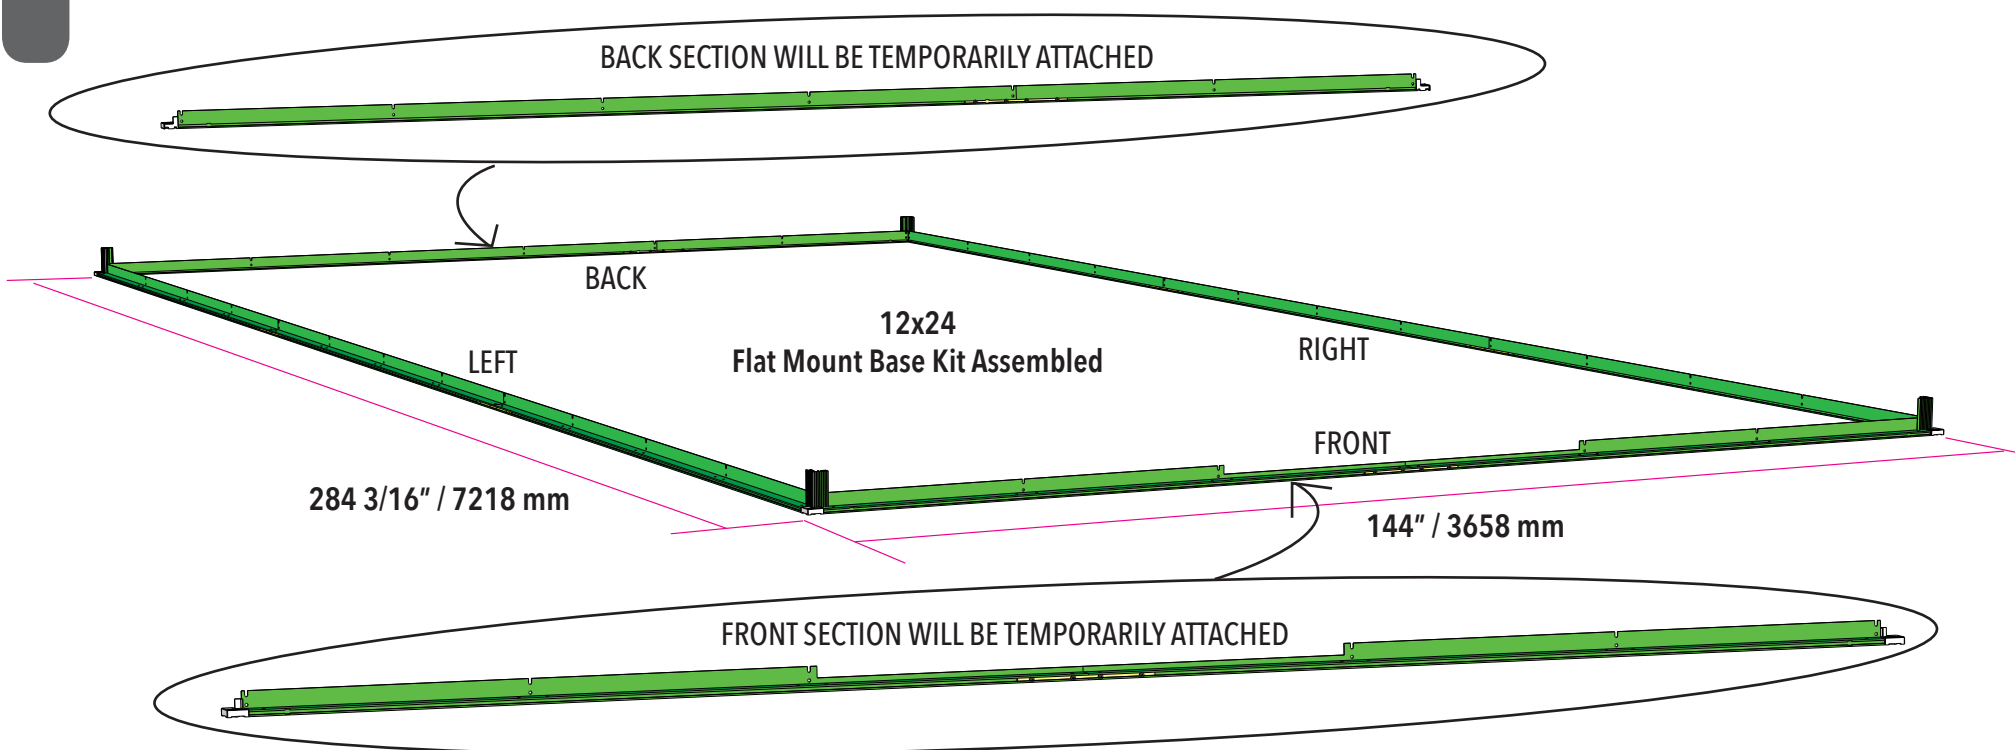 BACK SECTION WILL BE TEMPORARILY ATTACHED
BACK
12x24
Flat Mount Base Kit Assembled
LEFT
RIGHT
FRONT
284 3/16” / 7218 mm
144” / 3658 mm
FRONT SECTION WILL BE TEMPORARILY ATTACHED